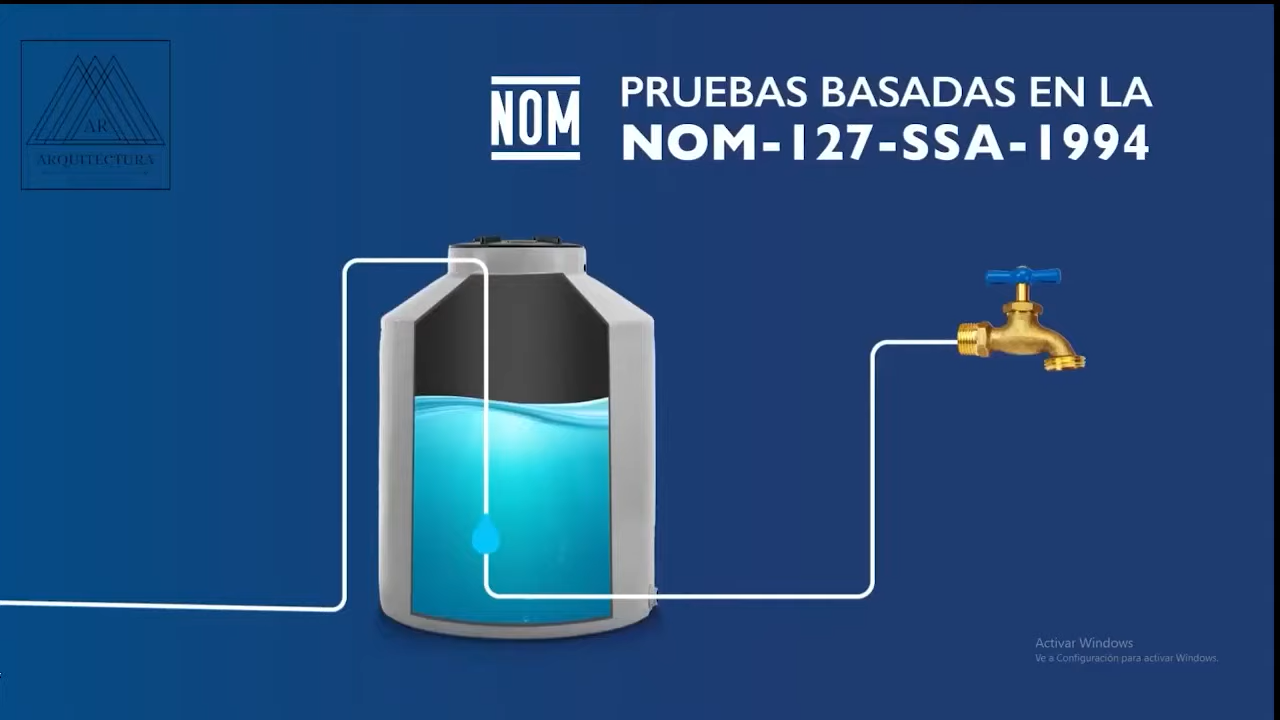 AR
ARQUITECTURA
NOM
PRUEBAS BASADAS EN LA
NOM-127-SSA-1994
Activar Windows
Ve a Configuración para activar Windows.